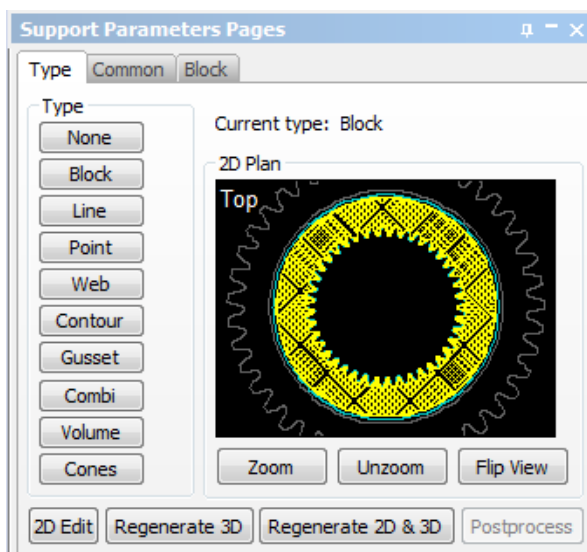 Support Parameters Pages
Type Common Block
Type
None
Block
Line
Point
Web
Contour
Gusset
Combi
Volume
Cones
Current type: Block
2D Plan
Top
Zoom Unzoom Flip View
2D Edit Regenerate 3D Regenerate 2D & 3D Postprocess